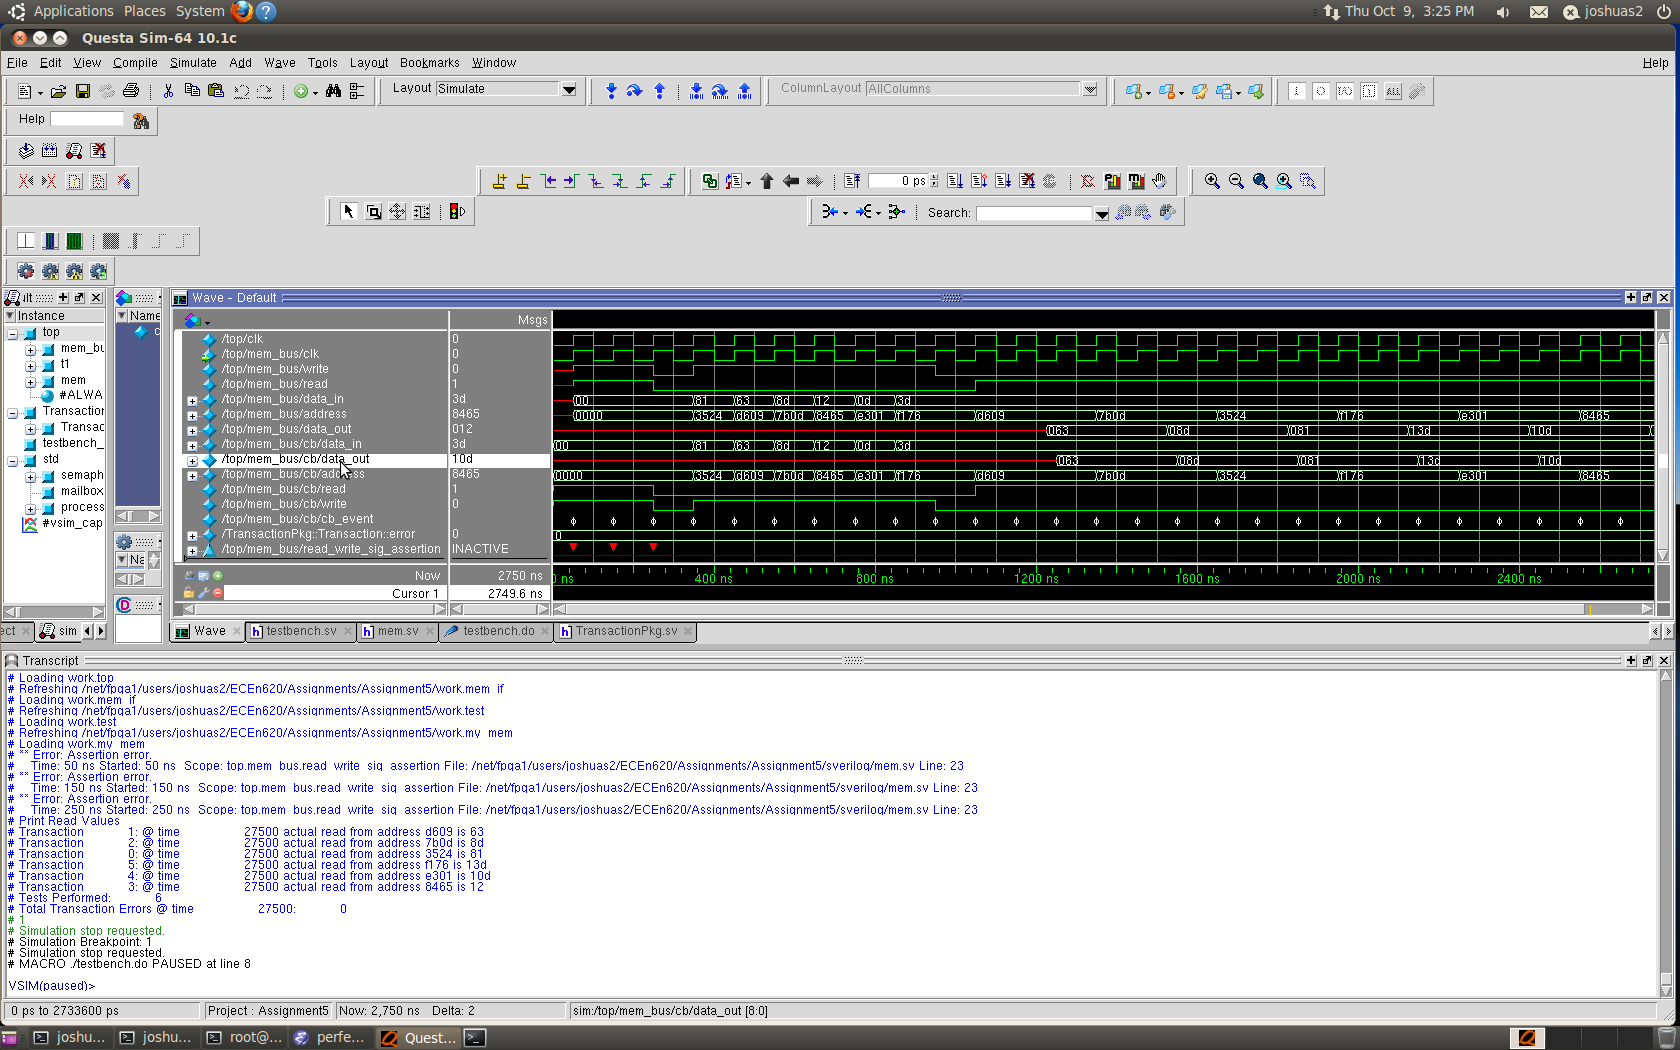 Applications Places System
Thu Oct 9, 3:25 PM
joshuas2
Questa Sim-64 10.1c
File Edit View Compile Simulate Add Wave Tools Layout Bookmarks Window Help
Layout Simulate
ColumnLayout AllColumns
Help
0 ps
Search:
Wave - Default
Instance
Name
top
mem_bu
t1
mem
#ALWA
Transaction
Transac
testbench_
std
semaph
mailbox
process
#vsim_cap
Msgs
/top/clk 0
/top/mem_bus/clk 0
/top/mem_bus/write 0
/top/mem_bus/read 1
/top/mem_bus/data_in 3d 00 81 63 8d 12 0d 3d
/top/mem_bus/address 8465 0000 3524 d609 7b0d 8465 e301 f176 d609 7b0d 3524 f176 e301 8465
/top/mem_bus/data_out 012 063 08d 081 13d 10d
/top/mem_bus/cb/data_in 3d 00 81 63 8d 12 0d 3d
/top/mem_bus/cb/data_out 10d 063 08d 081 13d 10d
/top/mem_bus/cb/address 8465 0000 3524 d609 7b0d 8465 e301 f176 d609 7b0d 3524 f176 e301 8465
/top/mem_bus/cb/read 1
/top/mem_bus/cb/write 0
/top/mem_bus/cb/cb_event
/TransactionPkg::Transaction::error 0 0
/top/mem_bus/read_write_sig_assertion INACTIVE
Now 2750 ns
ns 400 ns 800 ns 1200 ns 1600 ns 2000 ns 2400 ns
Cursor 1 2749.6 ns
ect sim
Wave testbench.sv mem.sv testbench.do TransactionPkg.sv
Transcript
# Loading work.top
# Refreshing /net/fpga1/users/joshuas2/ECEn620/Assignments/Assignment5/work.mem_if
# Loading work.mem_if
# Refreshing /net/fpga1/users/joshuas2/ECEn620/Assignments/Assignment5/work.test
# Loading work.test
# Refreshing /net/fpga1/users/joshuas2/ECEn620/Assignments/Assignment5/work.my_mem
# Loading work.my_mem
# ** Error: Assertion error.
# Time: 50 ns Started: 50 ns Scope: top.mem_bus.read_write_sig_assertion File: /net/fpga1/users/joshuas2/ECEn620/Assignments/Assignment5/sverilog/mem.sv Line: 23
# ** Error: Assertion error.
# Time: 150 ns Started: 150 ns Scope: top.mem_bus.read_write_sig_assertion File: /net/fpga1/users/joshuas2/ECEn620/Assignments/Assignment5/sverilog/mem.sv Line: 23
# ** Error: Assertion error.
# Time: 250 ns Started: 250 ns Scope: top.mem_bus.read_write_sig_assertion File: /net/fpga1/users/joshuas2/ECEn620/Assignments/Assignment5/sverilog/mem.sv Line: 23
# Print Read Values
# Transaction 1: @ time 27500 actual read from address d609 is 63
# Transaction 2: @ time 27500 actual read from address 7b0d is 8d
# Transaction 0: @ time 27500 actual read from address 3524 is 81
# Transaction 5: @ time 27500 actual read from address f176 is 13d
# Transaction 4: @ time 27500 actual read from address e301 is 10d
# Transaction 3: @ time 27500 actual read from address 8465 is 12
# Tests Performed: 6
# Total Transaction Errors @ time 27500: 0
# 1
# Simulation stop requested.
# Simulation Breakpoint: 1
# Simulation stop requested.
# MACRO ./testbench.do PAUSED at line 8
VSIM(paused)>
0 ps to 2733600 ps
Project : Assignment5
Now: 2,750 ns Delta: 2
sim:/top/mem_bus/cb/data_out [8:0]
joshu... joshu... root@... perfe... Quest...